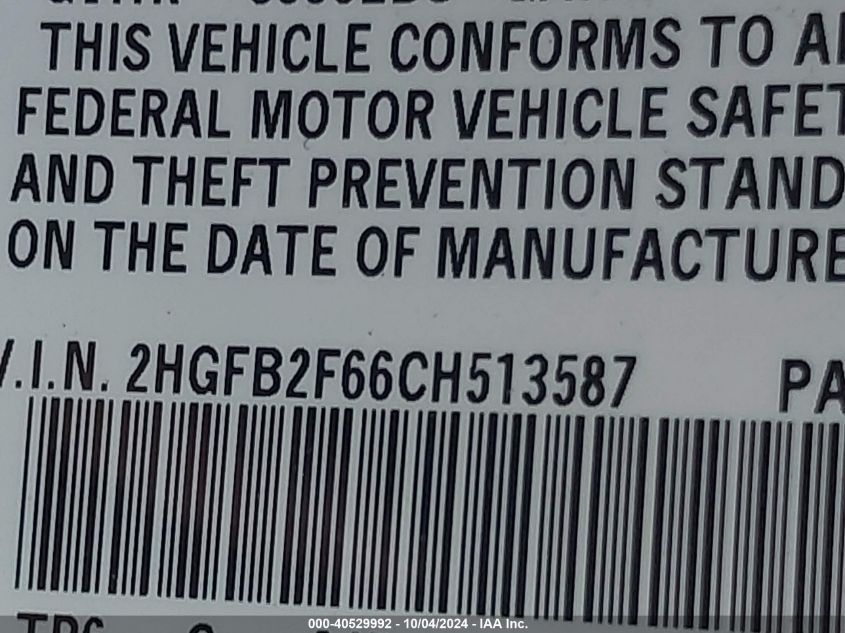 THIS VEHICLE CONFORMS TO
FEDERAL MOTOR VEHICLE SAFET
AND THEFT PREVENTION STAND
ON THE DATE OF MANUFACTURE
V.I.N. 2HGFB2F66CH513587 PA
000-40529992 - 10/04/2024 - IAA Inc.